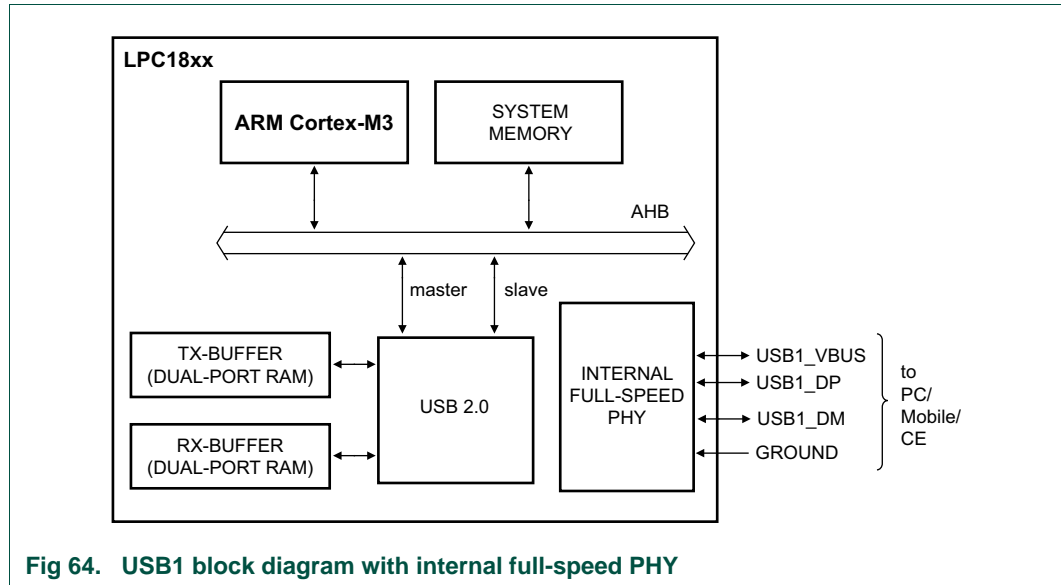 LPC18xx
ARM Cortex-M3
SYSTEM
MEMORY
AHB
master
slave
TX-BUFFER
(DUAL-PORT RAM)
RX-BUFFER
(DUAL-PORT RAM)
USB 2.0
INTERNAL
FULL-SPEED
PHY
USB1_VBUS
USB1_DP
USB1_DM
GROUND
to
PC/
Mobile/
CE
Fig 64. USB1 block diagram with internal full-speed PHY